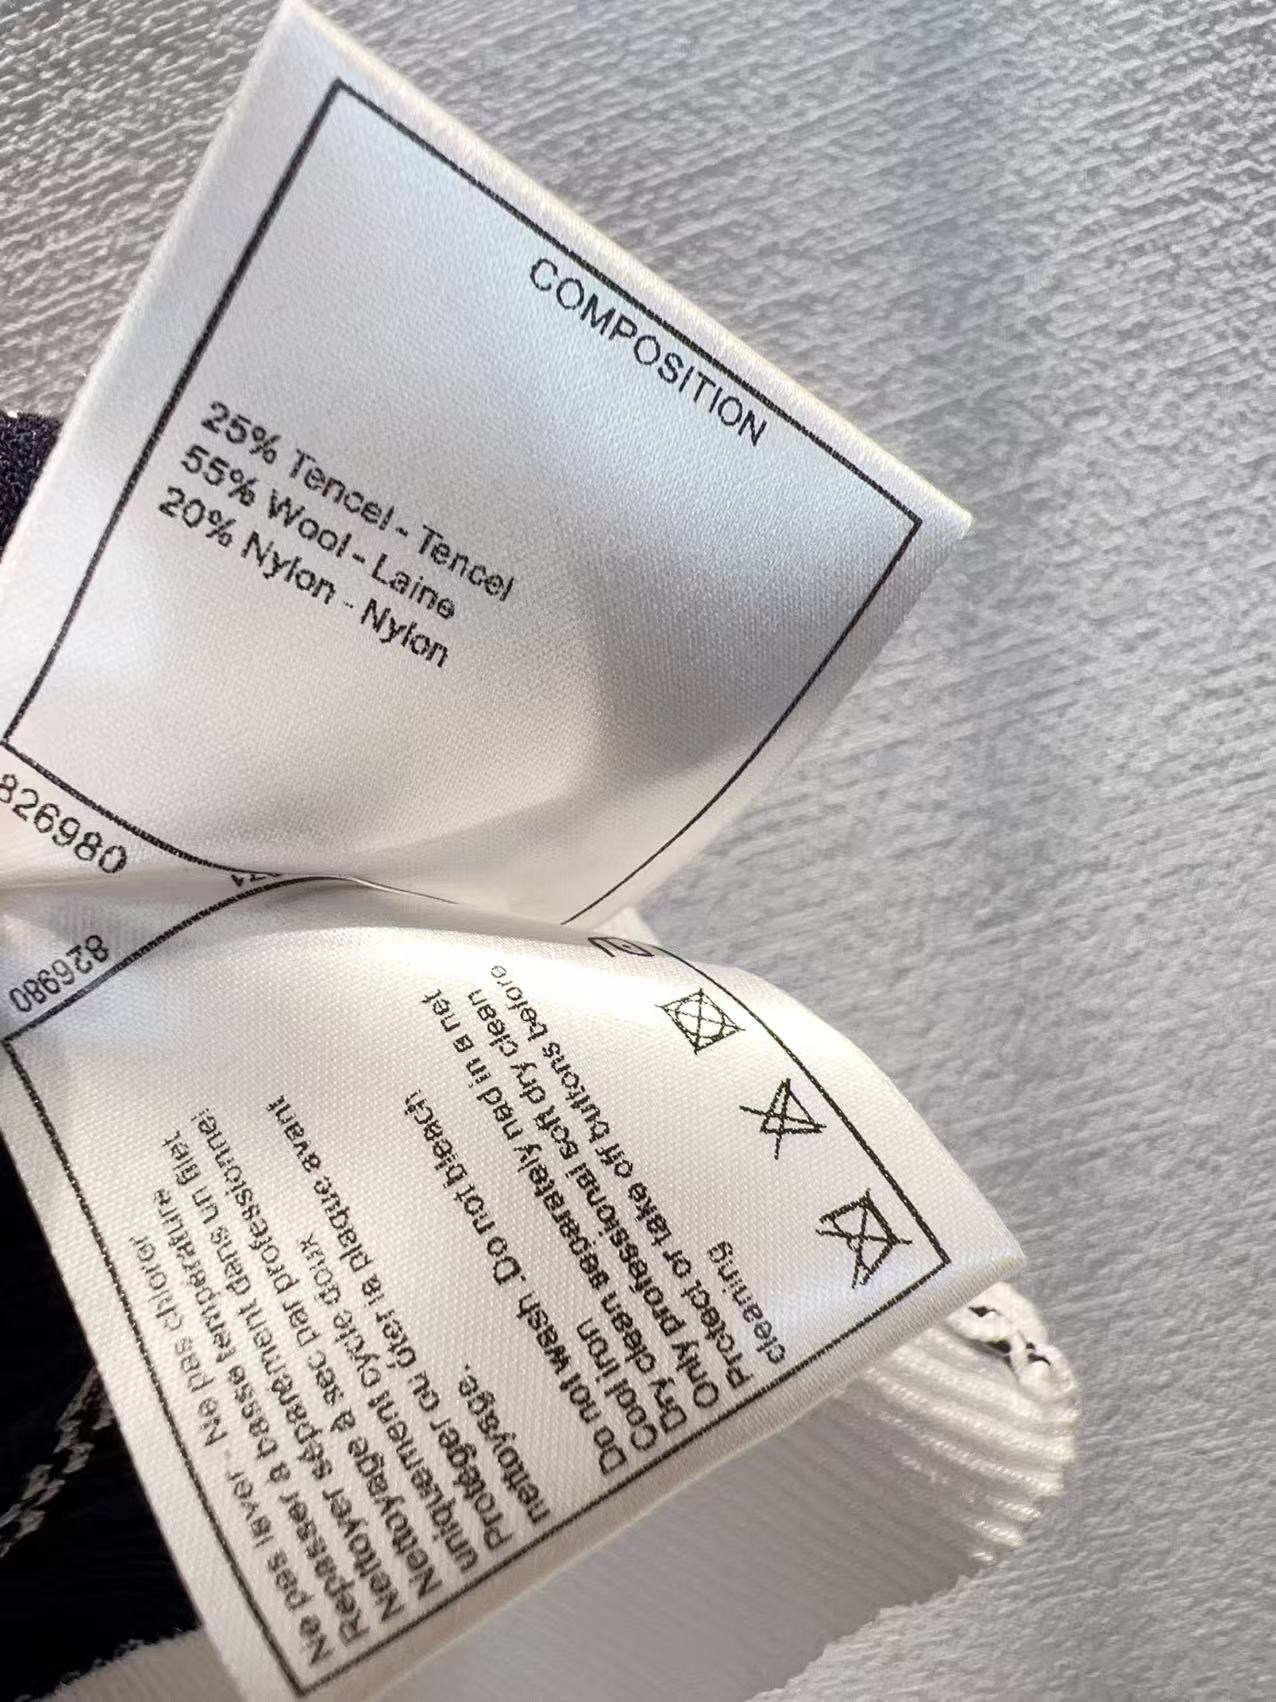 COMPOSITION
25% Tencel - Tencel
55% Wool - Laine
20% Nylon - Nylon
826980
826980
Ne pas laver - Ne pas chlorer
Repasser à basse température
Nettoyer séparement dans un filet
Nettoyage à sec par professionnel
uniquement cycle doux
Protéger ou ôter la plaque avant
nettoyage.
Do not wash. Do not bleach
Cool iron
Dry clean separately nad in a net
Only professional soft dry clean
Protect or take off buttons before
cleaning